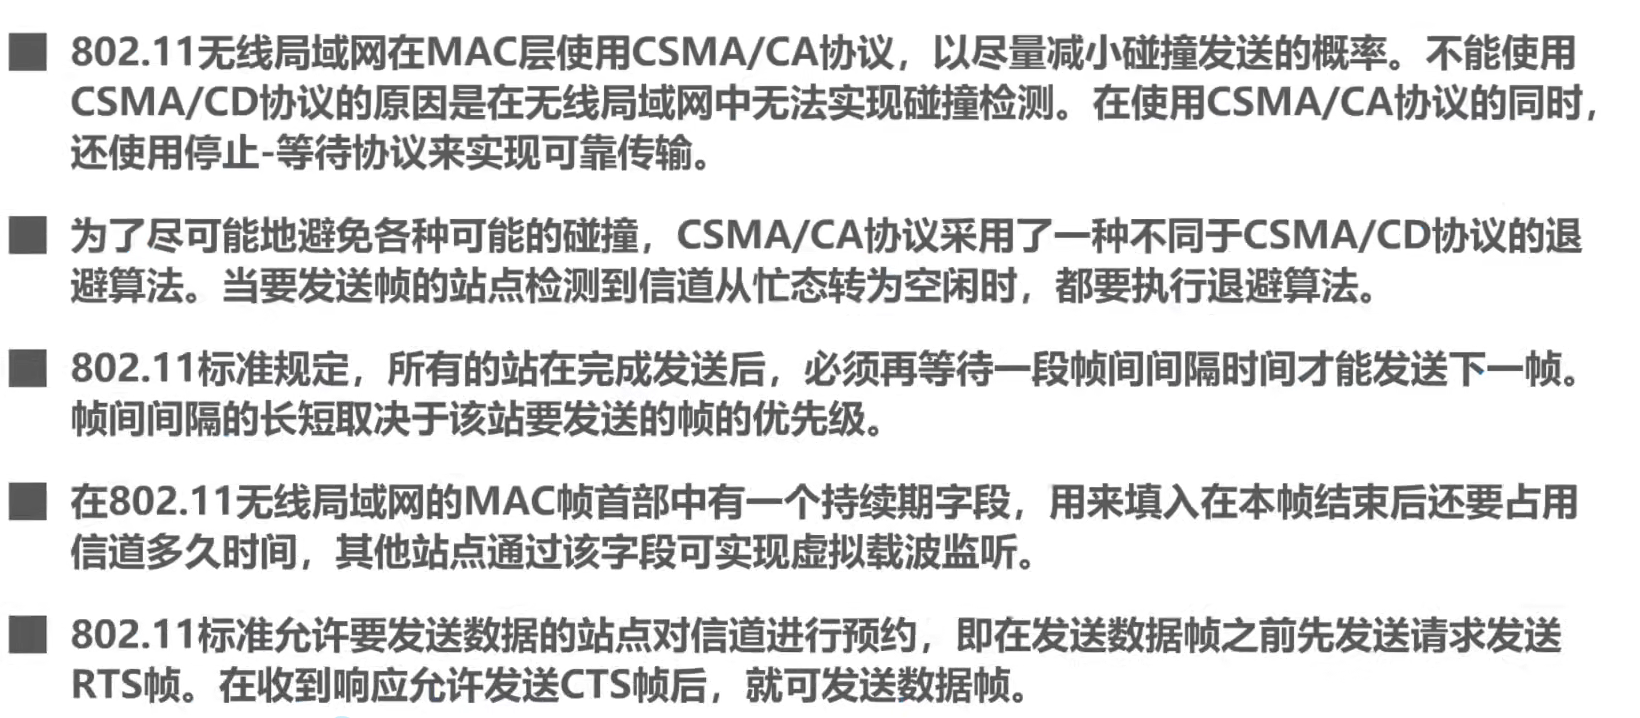 802.11无线局域网在MAC层使用CSMA/CA协议，以尽量减小碰撞发送的概率。不能使用
CSMA/CD协议的原因是在无线局域网中无法实现碰撞检测。在使用CSMA/CA协议的同时，
还使用停止-等待协议来实现可靠传输。
为了尽可能地避免各种可能的碰撞，CSMA/CA协议采用了一种不同于CSMA/CD协议的退
避算法。当要发送帧的站点检测到信道从忙态转为空闲时，都要执行退避算法。
802.11标准规定，所有的站在完成发送后，必须再等待一段帧间间隔时间才能发送下一帧。
帧间间隔的长短取决于该站要发送的帧的优先级。
在802.11无线局域网的MAC帧首部中有一个持续期字段，用来填入在本帧结束后还要占用
信道多久时间，其他站点通过该字段可实现虚拟载波监听。
802.11标准允许要发送数据的站点对信道进行预约，即在发送数据帧之前先发送请求发送
RTS帧。在收到响应允许发送CTS帧后，就可发送数据帧。